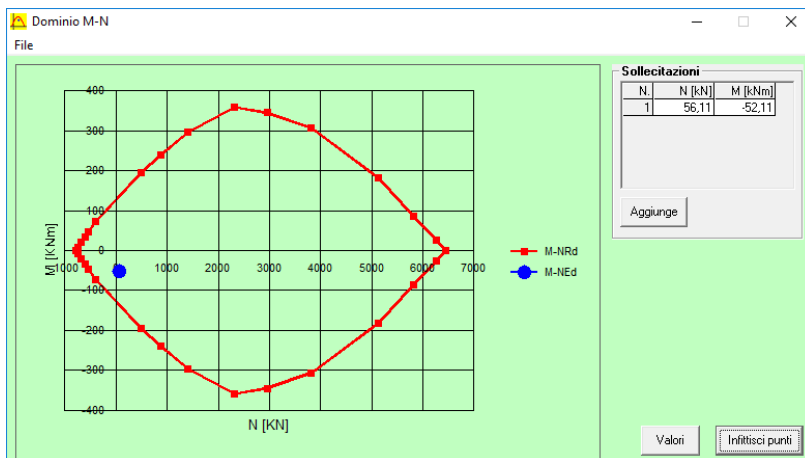 Dominio M-N
File
400
300
200
100
0
-100
-200
-300
-400
M [KNm]
-1000 0 1000 2000 3000 4000 5000 6000 7000
N [KN]
M-NRd
M-NEd
Sollecitazioni
N. N [kN] M [kNm]
1 56,11 -52,11
Aggiunge
Valori
Infittisci punti